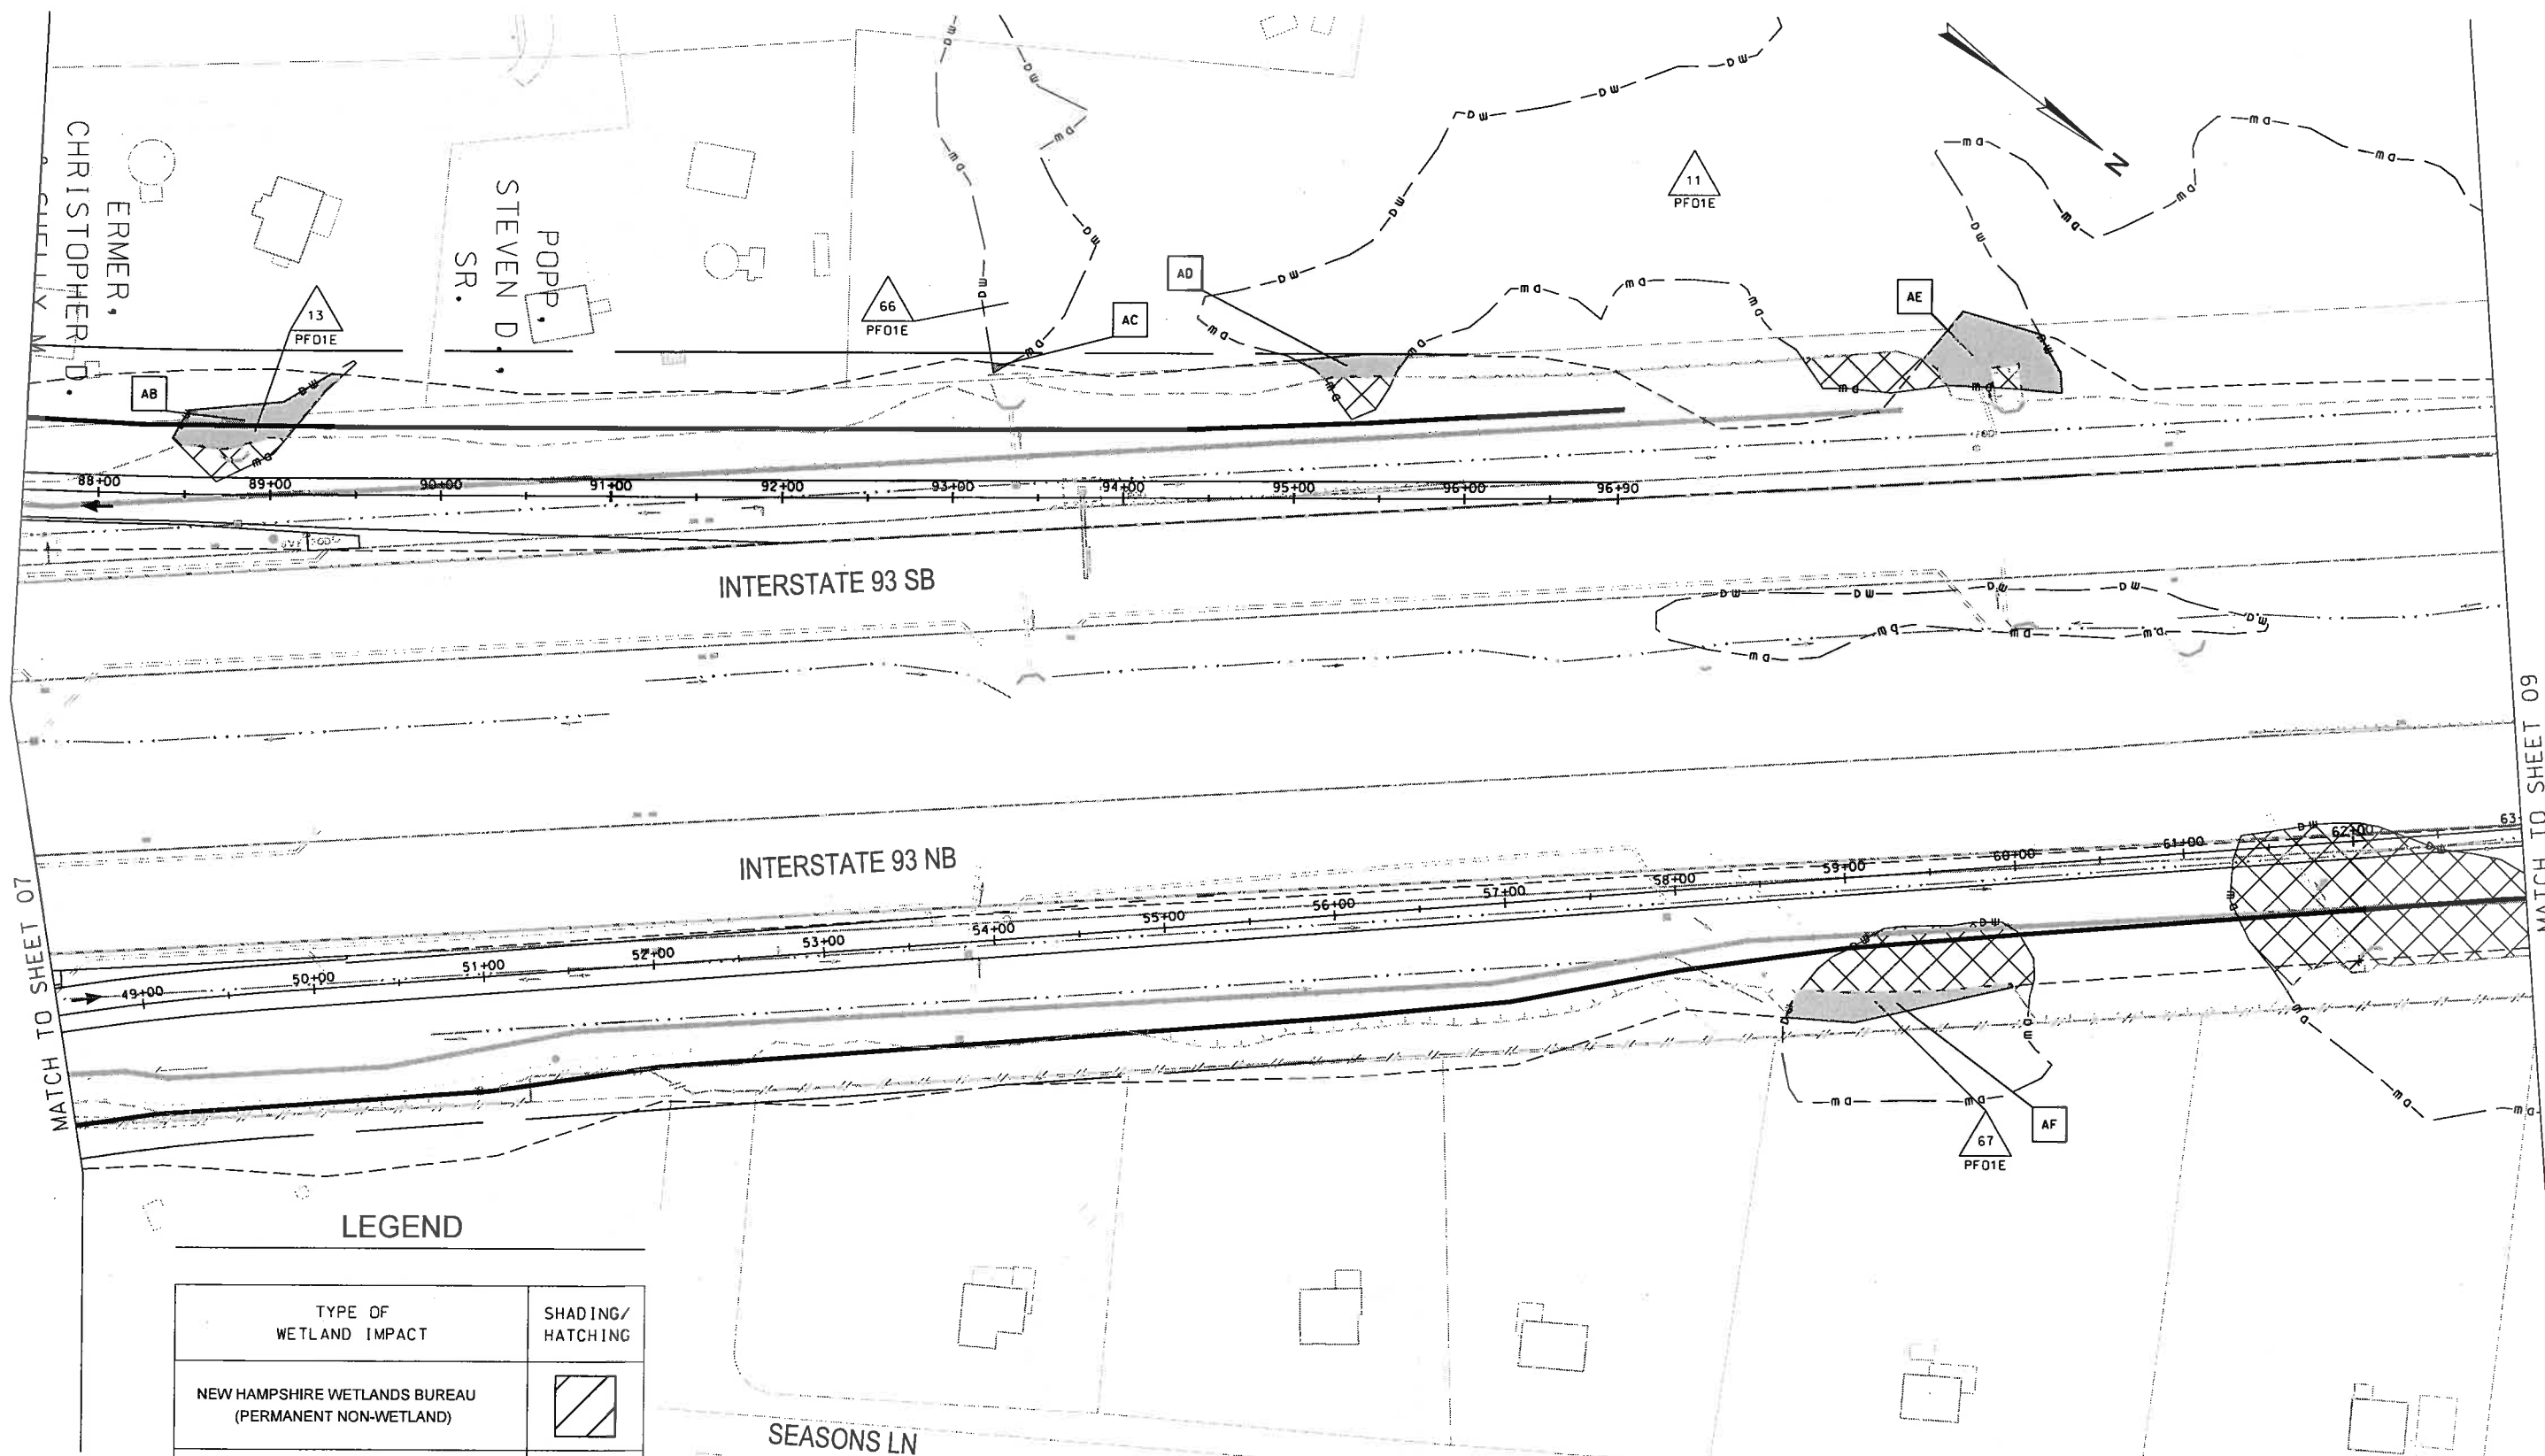 ERMER,
CHRISTOPHER D.
POPP,
STEVEN D.,
SR.
13
PF01E
AB
66
PF01E
AC
AD
11
PF01E
AE
N
88+00
89+00
90+00
91+00
92+00
93+00
94+00
95+00
96+00
96+90
INTERSTATE 93 SB
INTERSTATE 93 NB
49+00
50+00
51+00
52+00
53+00
54+00
55+00
56+00
57+00
58+00
59+00
60+00
61+00
62+00
63
67
PF01E
AF
MATCH TO SHEET 07
MATCH TO SHEET 09
LEGEND
TYPE OF
WETLAND IMPACT
SHADING/
HATCHING
NEW HAMPSHIRE WETLANDS BUREAU
(PERMANENT NON-WETLAND)
SEASONS LN